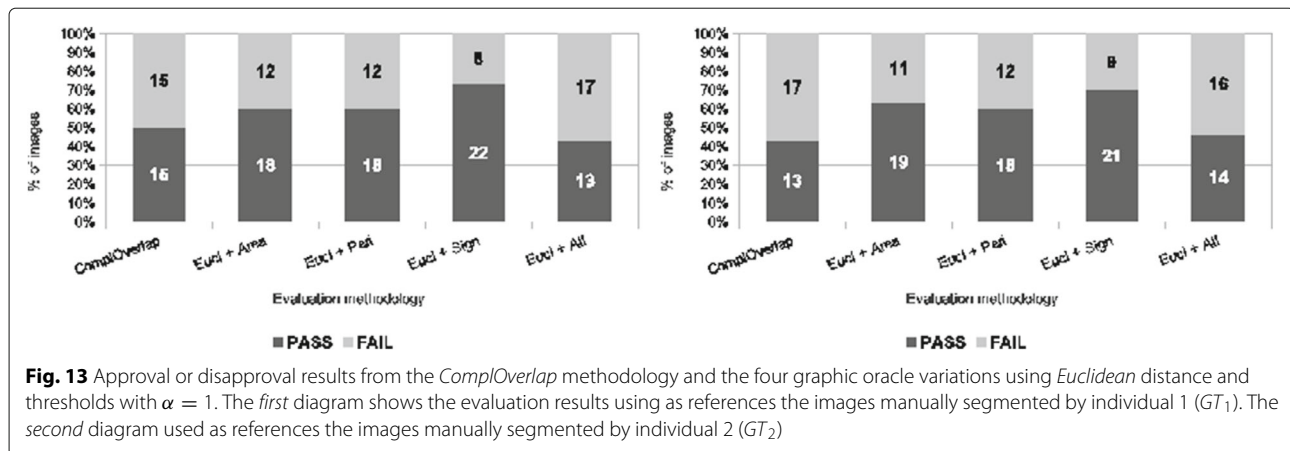 100%
90%
80%
70%
60%
50%
40%
30%
20%
10%
0%
% of images
15 12 12 8 17
15 18 18 22 13
ComplOverlap Eucl + Area Eucl + Peri Eucl + Sign Eucl + All
Evaluation methodology
PASS FAIL
100%
90%
80%
70%
60%
50%
40%
30%
20%
10%
0%
% of images
17 11 12 9 16
13 19 18 21 14
ComplOverlap Eucl + Area Eucl + Peri Eucl + Sign Eucl + All
Evaluation methodology
PASS FAIL
Fig. 13 Approval or disapproval results from the ComplOverlap methodology and the four graphic oracle variations using Euclidean distance and
thresholds with α = 1. The first diagram shows the evaluation results using as references the images manually segmented by individual 1 (GT₁). The
second diagram used as references the images manually segmented by individual 2 (GT₂)